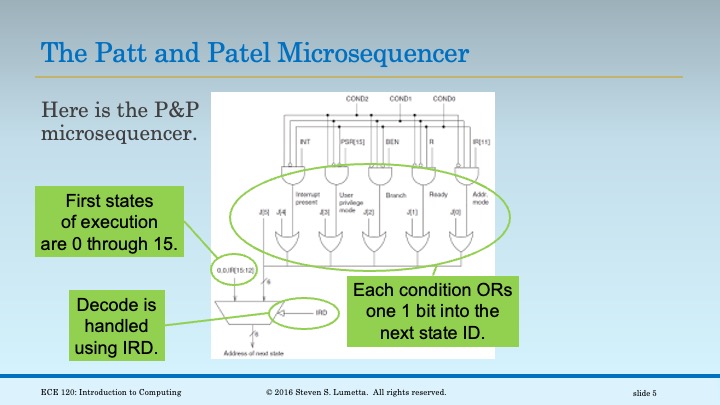 The Patt and Patel Microsequencer
Here is the P&P
microsequencer.
COND2 COND1 COND0
INT PSR[15] BEN R IR[11]
Interrupt
present
User
privilege
mode
Branch
Ready
Addr.
mode
J[5] J[4] J[3] J[2] J[1] J[0]
First states
of execution
are 0 through 15.
0,0,IR[15:12]
6
Decode is
handled
using IRD.
IRD
Each condition ORs
one 1 bit into the
next state ID.
6
Address of next state
ECE 120: Introduction to Computing
© 2016 Steven S. Lumetta. All rights reserved.
slide 5